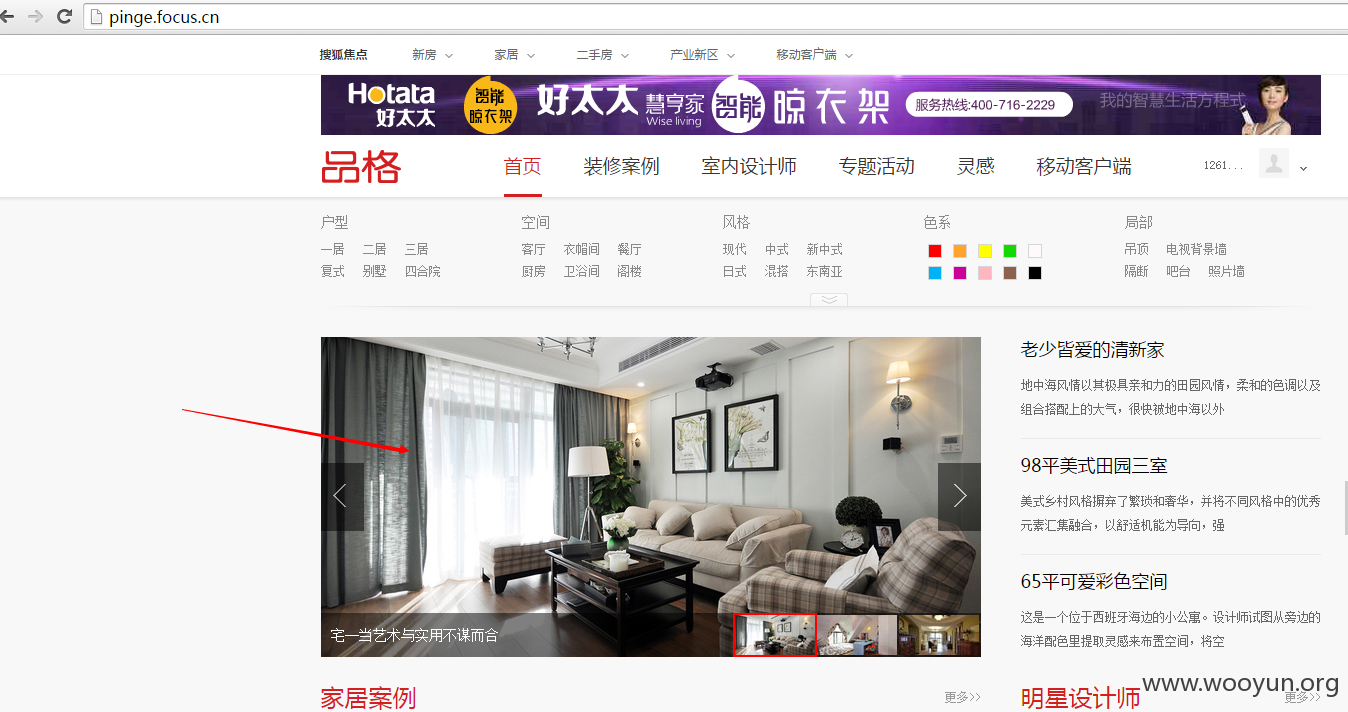 pinge.focus.cn
搜狐焦点 新房 家居 二手房 产业新区 移动客户端
Hotata 好太太
智能晾衣架
好太太 慧享家 Wise living 智能 晾衣架
服务热线:400-716-2229
我的智慧生活方式
品格 首页 装修案例 室内设计师 专题活动 灵感 移动客户端 1261...
户型 空间 风格 色系 局部
一居 二居 三居 客厅 衣帽间 餐厅 现代 中式 新中式 吊顶 电视背景墙
复式 别墅 四合院 厨房 卫浴间 阁楼 日式 混搭 东南亚 隔断 吧台 照片墙
老少皆爱的清新家
地中海风情以其极具亲和力的田园风情，柔和的色调以及
组合搭配上的大气，很快被地中海以外
98平美式田园三室
美式乡村风格摒弃了繁琐和奢华，并将不同风格中的优秀
元素汇集融合，以舒适机能为导向，强
65平可爱彩色空间
这是一个位于西班牙海边的小公寓。设计师试图从旁边的
海洋配色里提取灵感来布置空间，将空
宅一当艺术与实用不谋而合
家居案例 更多>> 明星设计师 更多>>
www.wooyun.org